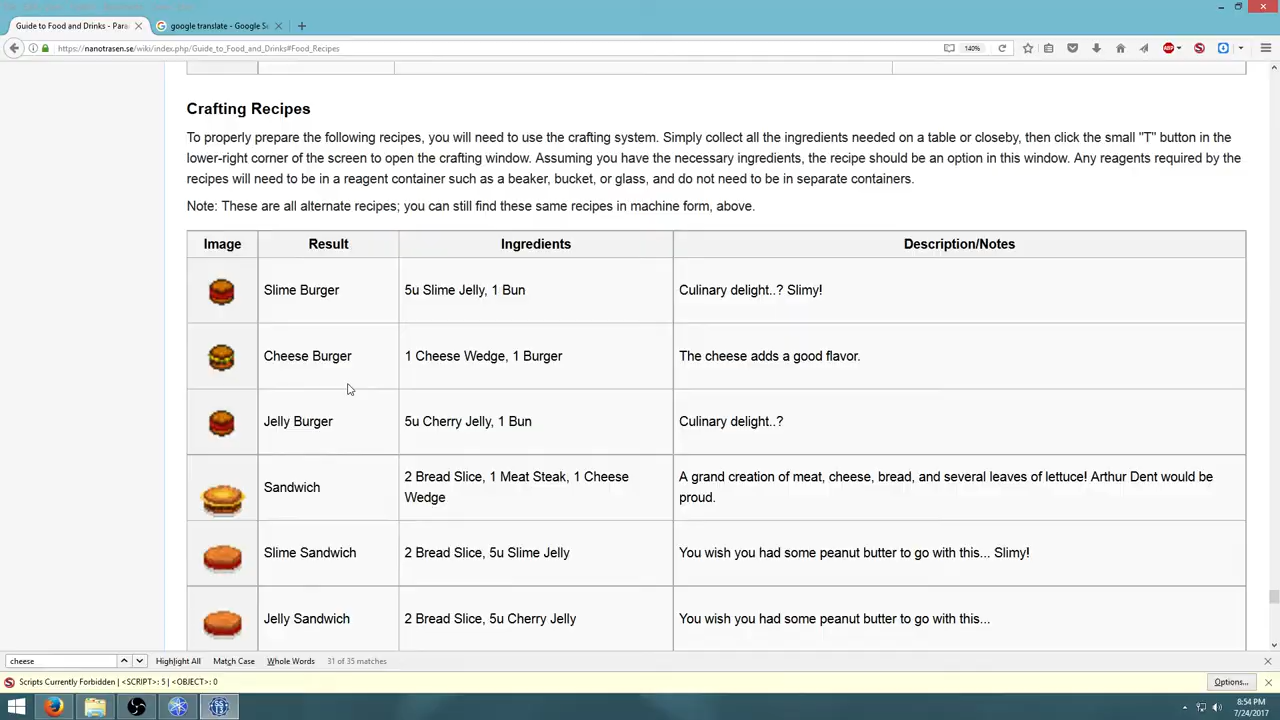 Guide to Food and Drinks - Para
google translate - Google Se
https://nanotrasen.se/wiki/index.php/Guide_to_Food_and_Drinks#Food_Recipes
140%
Crafting Recipes
To properly prepare the following recipes, you will need to use the crafting system. Simply collect all the ingredients needed on a table or closeby, then click the small "T" button in the
lower-right corner of the screen to open the crafting window. Assuming you have the necessary ingredients, the recipe should be an option in this window. Any reagents required by the
recipes will need to be in a reagent container such as a beaker, bucket, or glass, and do not need to be in separate containers.
Note: These are all alternate recipes; you can still find these same recipes in machine form, above.
Image Result Ingredients Description/Notes
Slime Burger 5u Slime Jelly, 1 Bun Culinary delight..? Slimy!
Cheese Burger 1 Cheese Wedge, 1 Burger The cheese adds a good flavor.
Jelly Burger 5u Cherry Jelly, 1 Bun Culinary delight..?
Sandwich 2 Bread Slice, 1 Meat Steak, 1 Cheese
Wedge A grand creation of meat, cheese, bread, and several leaves of lettuce! Arthur Dent would be
proud.
Slime Sandwich 2 Bread Slice, 5u Slime Jelly You wish you had some peanut butter to go with this... Slimy!
Jelly Sandwich 2 Bread Slice, 5u Cherry Jelly You wish you had some peanut butter to go with this...
cheese Highlight All Match Case Whole Words 31 of 35 matches
Scripts Currently Forbidden | <SCRIPT>: 5 | <OBJECT>: 0 Options...
8:54 PM
7/24/2017